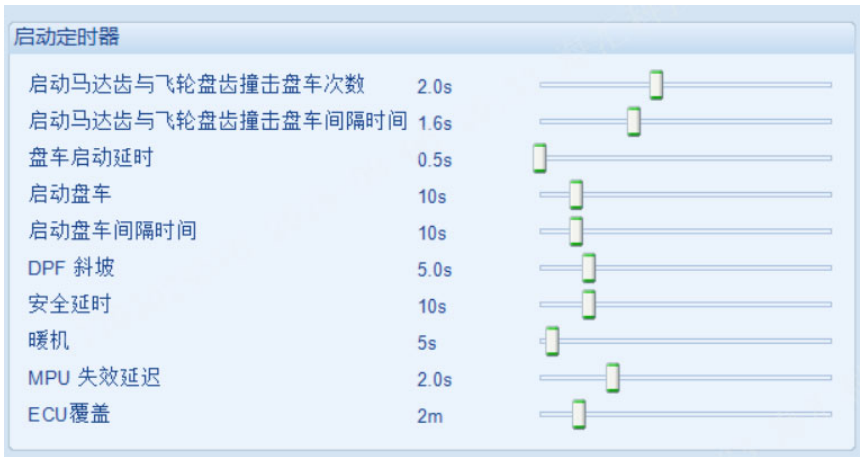 启动定时器
启动马达齿与飞轮盘齿撞击盘车次数 2.0s
启动马达齿与飞轮盘齿撞击盘车间隔时间 1.6s
盘车启动延时 0.5s
启动盘车 10s
启动盘车间隔时间 10s
DPF 斜坡 5.0s
安全延时 10s
暖机 5s
MPU 失效延迟 2.0s
ECU覆盖 2m